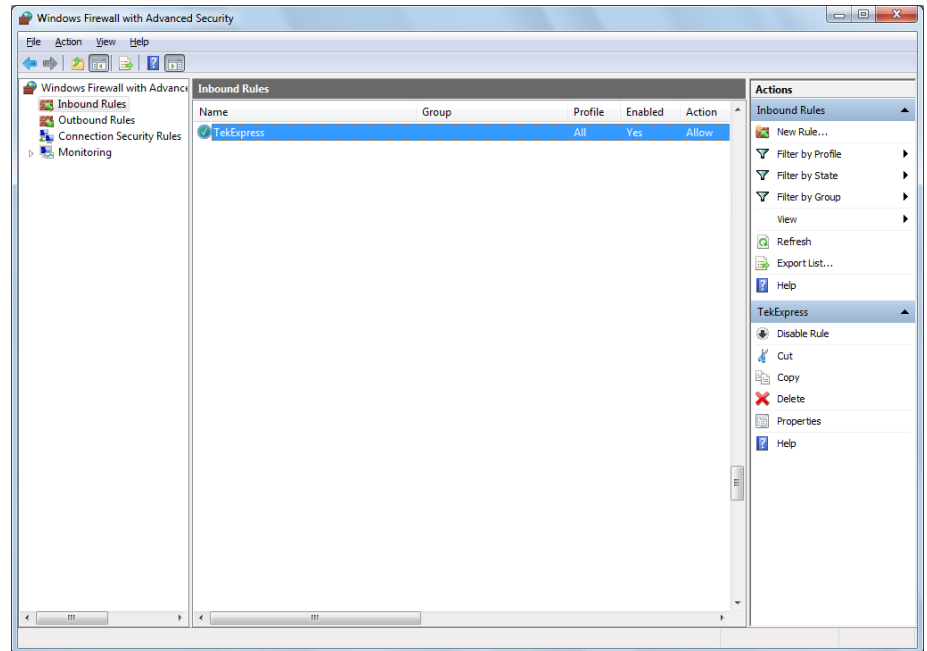 Windows Firewall with Advanced Security
File Action View Help
Windows Firewall with Advance
Inbound Rules
Outbound Rules
Connection Security Rules
Monitoring
Inbound Rules
Name Group Profile Enabled Action
TekExpress All Yes Allow
Actions
Inbound Rules
New Rule...
Filter by Profile
Filter by State
Filter by Group
View
Refresh
Export List...
Help
TekExpress
Disable Rule
Cut
Copy
Delete
Properties
Help